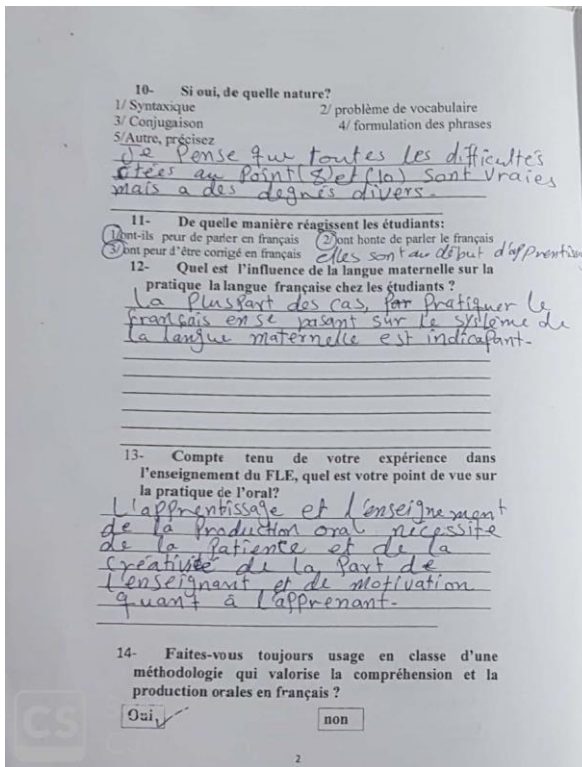 10- Si oui, de quelle nature?
1/ Syntaxique 2/ problème de vocabulaire
3/ Conjugaison 4/ formulation des phrases
5/Autre, précisez
Je Pense que toutes les difficultés
citées au Point (8) et (10) sont vraies
mais a des degrés divers.
11- De quelle manière réagissent les étudiants:
1/ont-ils peur de parler en français 2/ont honte de parler le français
3/ont peur d'être corrigé en français elles sont au début d'apprentissa
12- Quel est l'influence de la langue maternelle sur la
pratique la langue française chez les étudiants ?
la pluspart des cas, Par Pratiquer le
français en se basant sur le système de
la langue maternelle est indicapant-
13- Compte tenu de votre expérience dans
l'enseignement du FLE, quel est votre point de vue sur
la pratique de l'oral?
L'apprentissage et l'enseignement
de la Production oral nécessite
de la Patience et de la
créativité de la Part de
l'enseignant et de motivation
quant à l'apprenant-
14- Faites-vous toujours usage en classe d'une
méthodologie qui valorise la compréhension et la
production orales en français ?
Oui non
CS
2